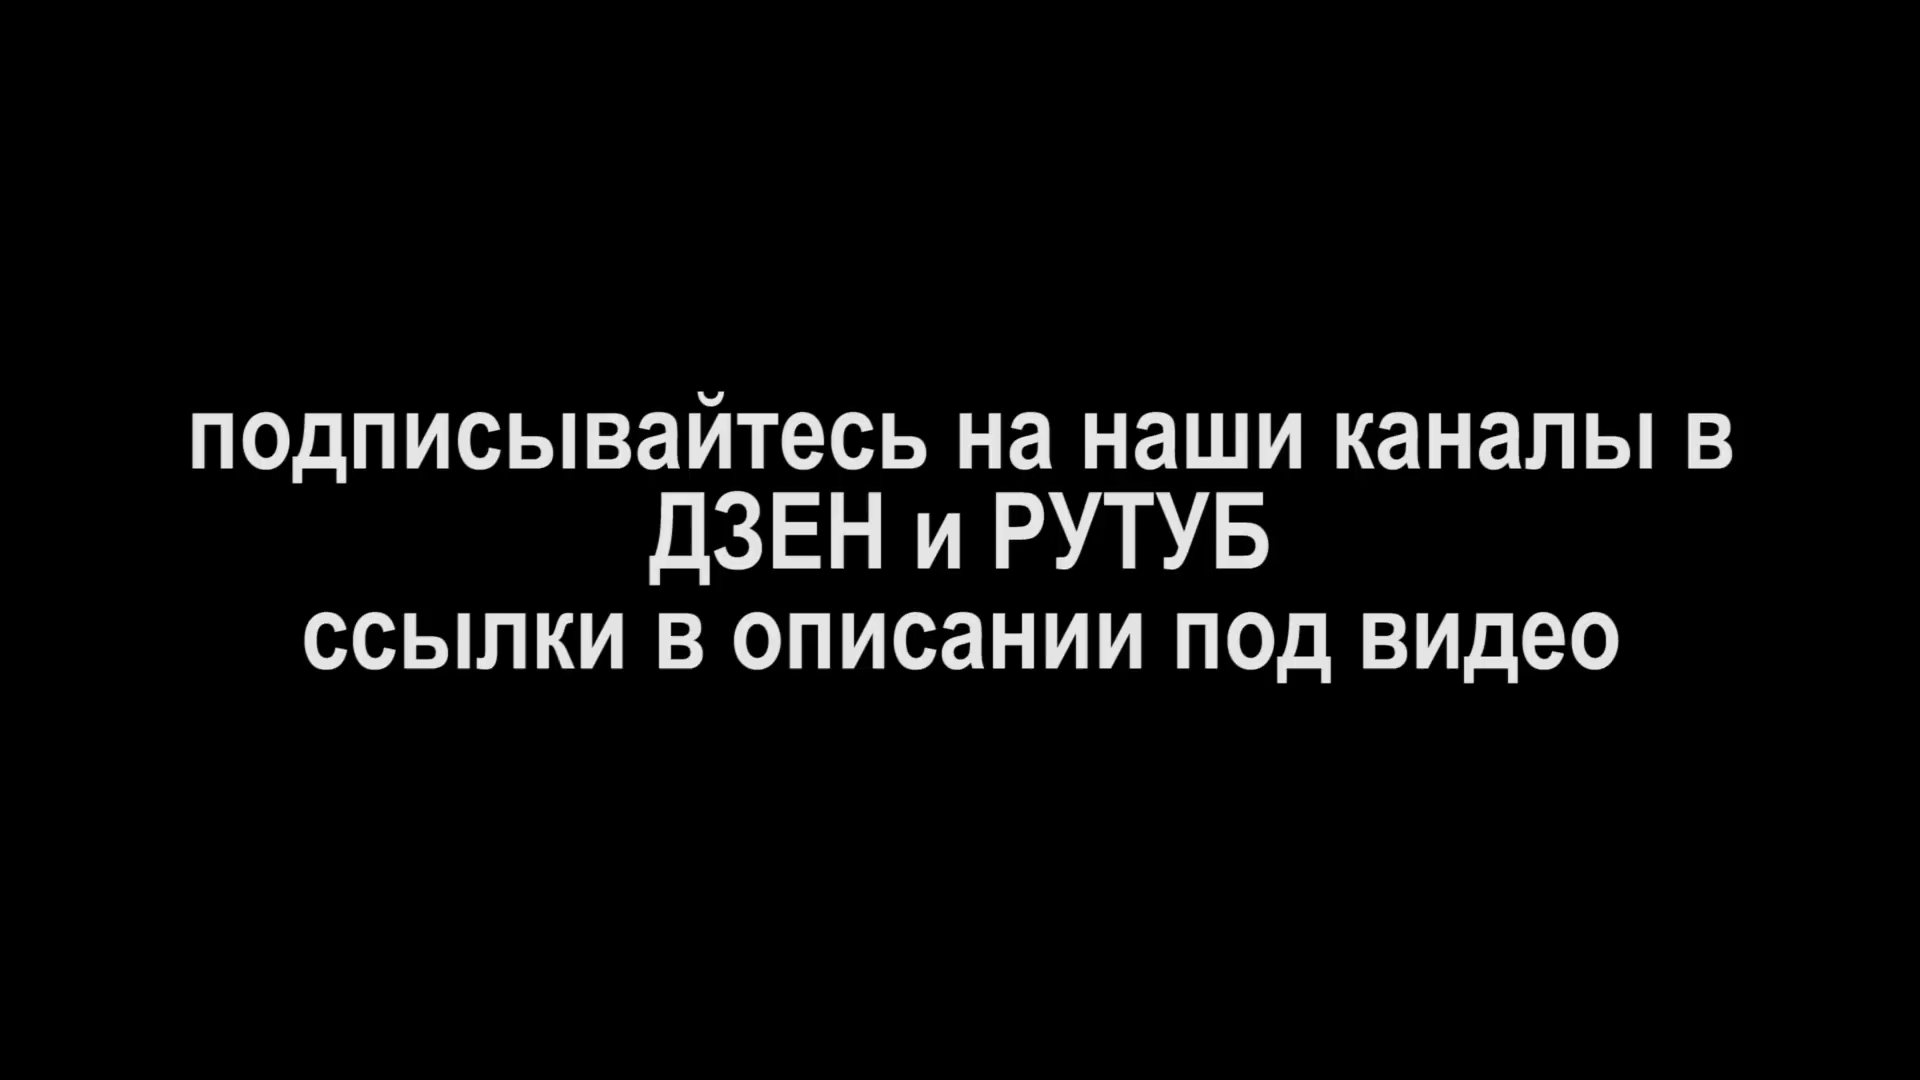 подписывайтесь на наши каналы в
ДЗЕН и РУТУБ
ссылки в описании под видео